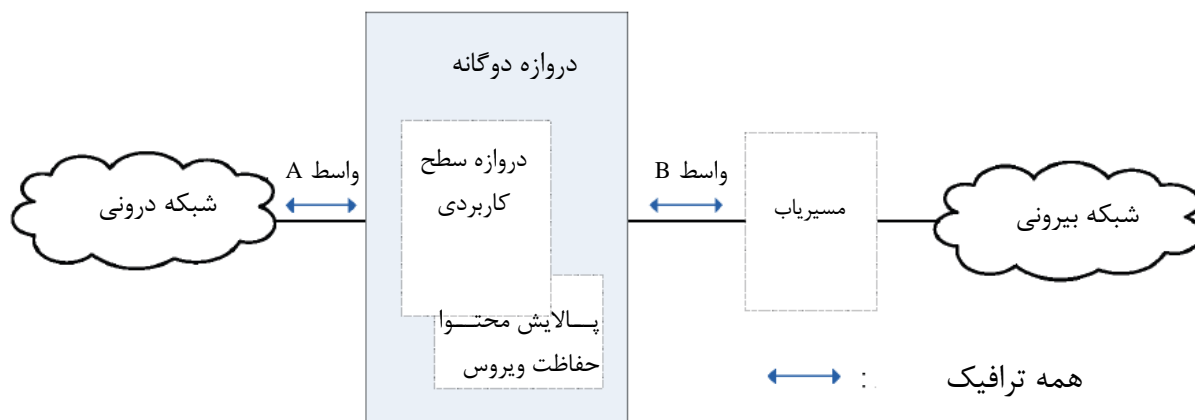 دروازه دوگانه
دروازه سطح
کاربردی
پـــالایش محتـــوا
حفاظت ویروس
واسط A
واسط B
شبکه درونی
مسیریاب
شبکه بیرونی
همه ترافیک :